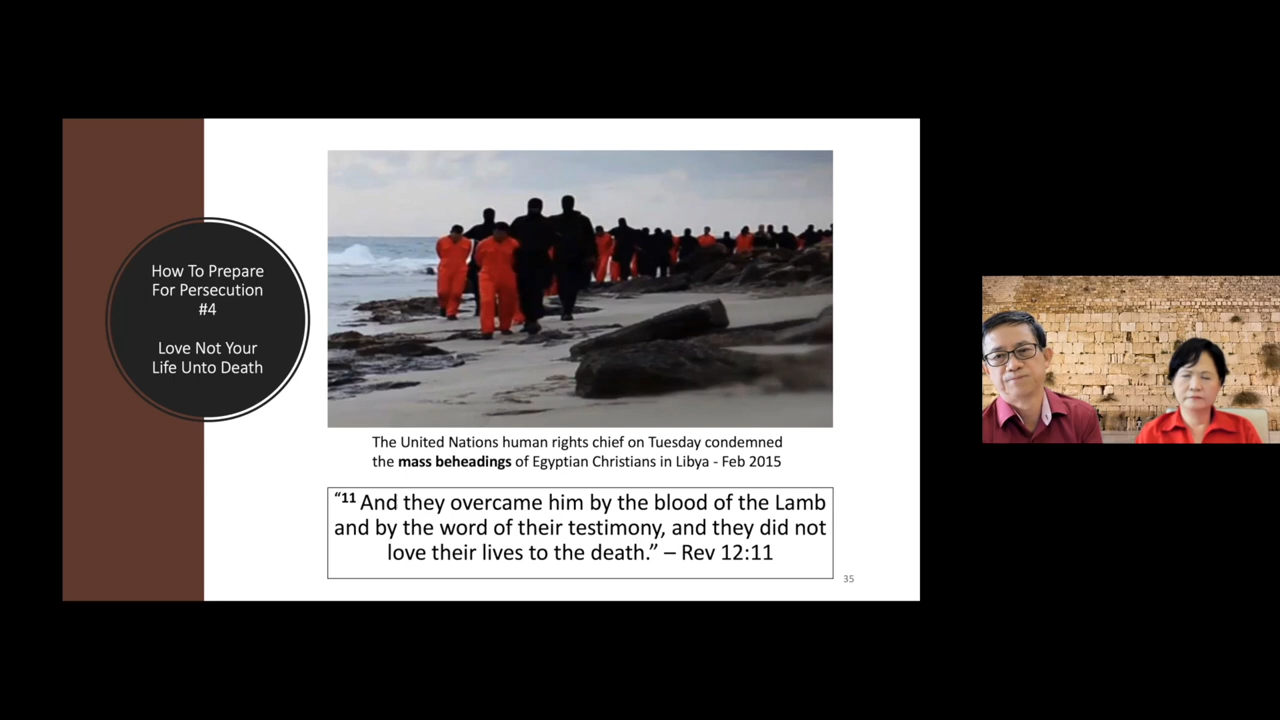 How To Prepare
For Persecution
#4
Love Not Your
Life Unto Death
The United Nations human rights chief on Tuesday condemned
the mass beheadings of Egyptian Christians in Libya - Feb 2015
“11 And they overcame him by the blood of the Lamb
and by the word of their testimony, and they did not
love their lives to the death.” – Rev 12:11
35